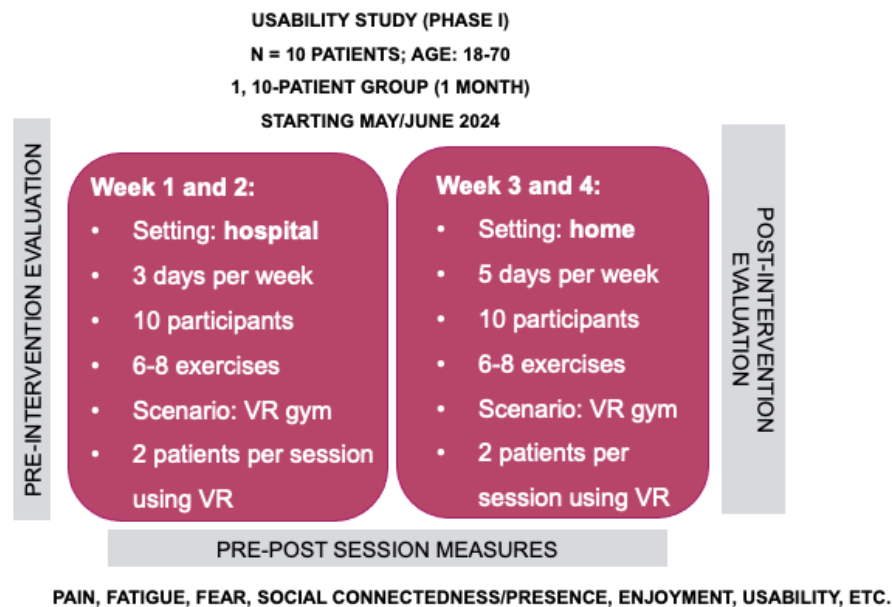 USABILITY STUDY (PHASE I)
N = 10 PATIENTS; AGE: 18-70
1, 10-PATIENT GROUP (1 MONTH)
STARTING MAY/JUNE 2024
PRE-INTERVENTION EVALUATION
Week 1 and 2:
• Setting: hospital
• 3 days per week
• 10 participants
• 6-8 exercises
• Scenario: VR gym
• 2 patients per session
using VR
Week 3 and 4:
• Setting: home
• 5 days per week
• 10 participants
• 6-8 exercises
• Scenario: VR gym
• 2 patients per
session using VR
POST-INTERVENTION
EVALUATION
PRE-POST SESSION MEASURES
PAIN, FATIGUE, FEAR, SOCIAL CONNECTEDNESS/PRESENCE, ENJOYMENT, USABILITY, ETC.